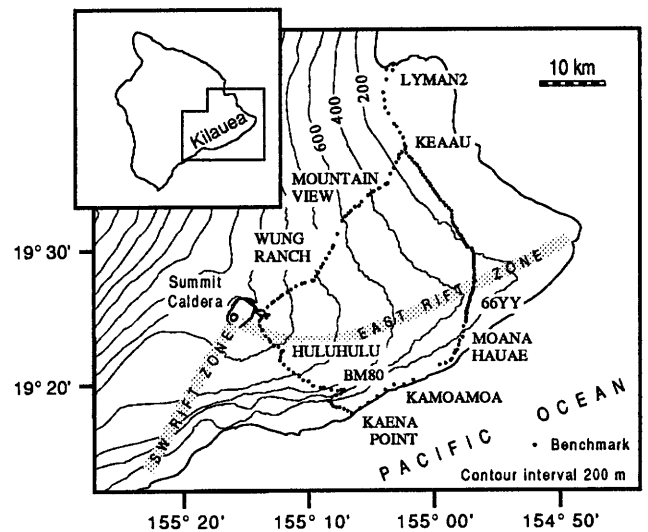 Kilauea
10 km
LYMAN2
200
400
600
KEAAU
MOUNTAIN
VIEW
WUNG
RANCH
19° 30'
Summit
Caldera
EAST RIFT ZONE
66YY
MOANA
HAUAE
HULUHULU
BM80
19° 20'
KAMOAMOA
SW RIFT ZONE
KAENA
POINT
PACIFIC OCEAN
Benchmark
Contour interval 200 m
155° 20'
155° 10'
155° 00'
154° 50'